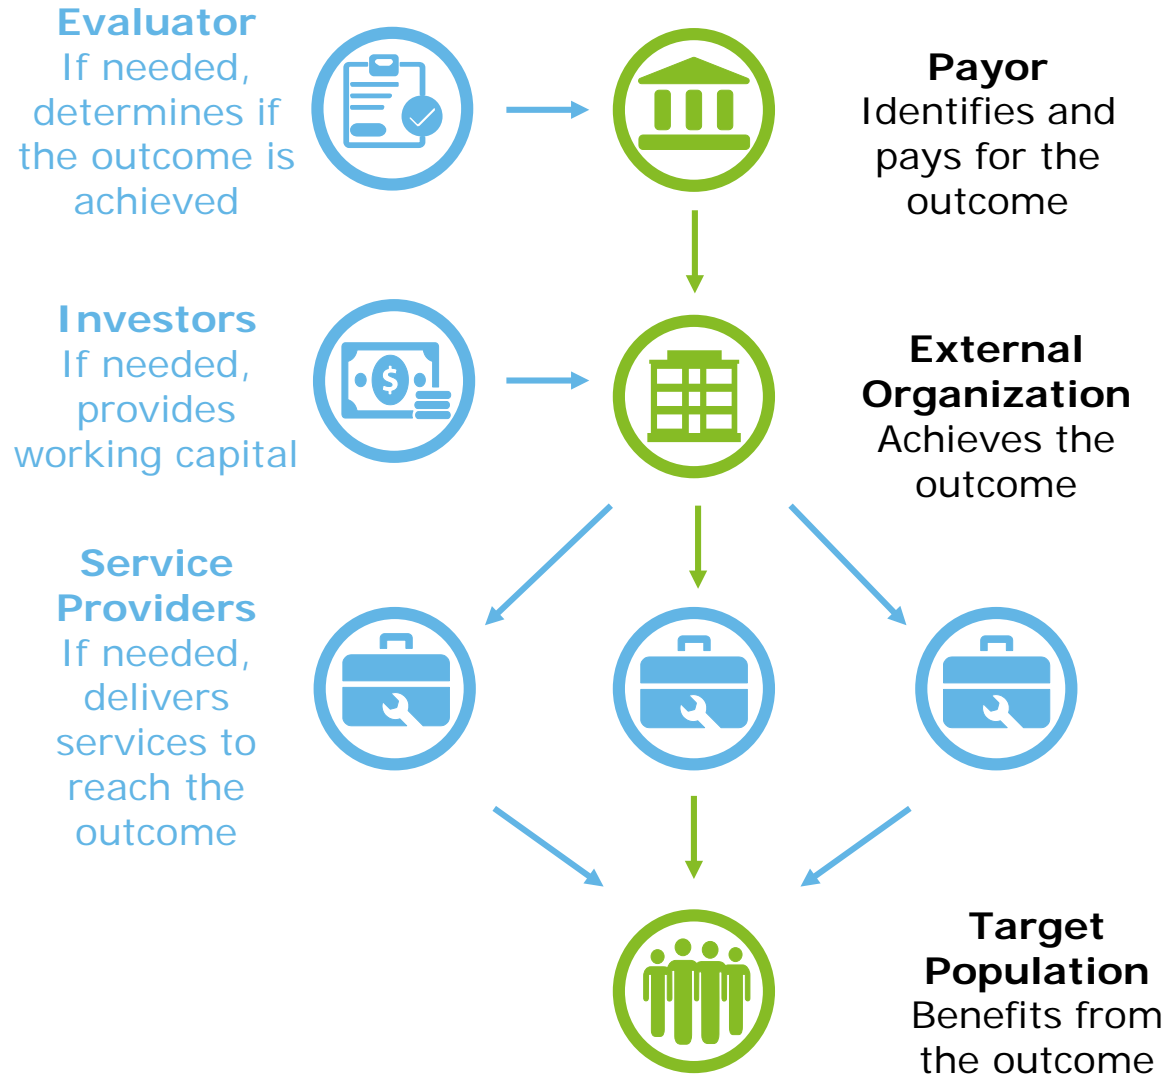 Evaluator
If needed,
determines if
the outcome is
achieved
Payor
Identifies and
pays for the
outcome
Investors
If needed,
provides
working capital
$
External
Organization
Achieves the
outcome
Service
Providers
If needed,
delivers
services to
reach the
outcome
Target
Population
Benefits from
the outcome